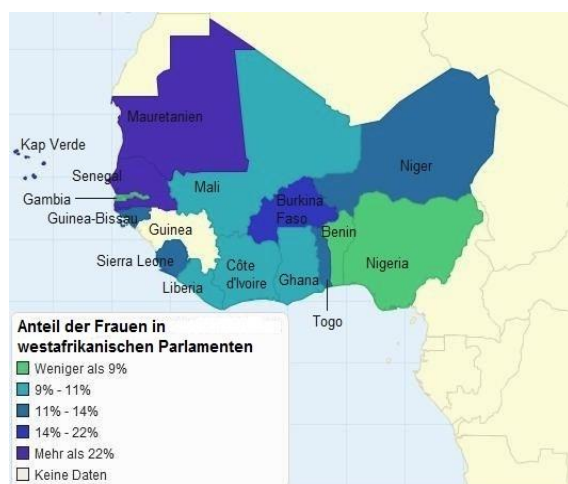 Mauretanien
Kap Verde
Senegal
Niger
Mali
Gambia
Burkina
Faso
Guinea-Bissau
Guinea
Benin
Sierra Leone
Côte
d'Ivoire
Ghana
Nigeria
Liberia
Togo
Anteil der Frauen in
westafrikanischen Parlamenten
Weniger als 9%
9% - 11%
11% - 14%
14% - 22%
Mehr als 22%
Keine Daten